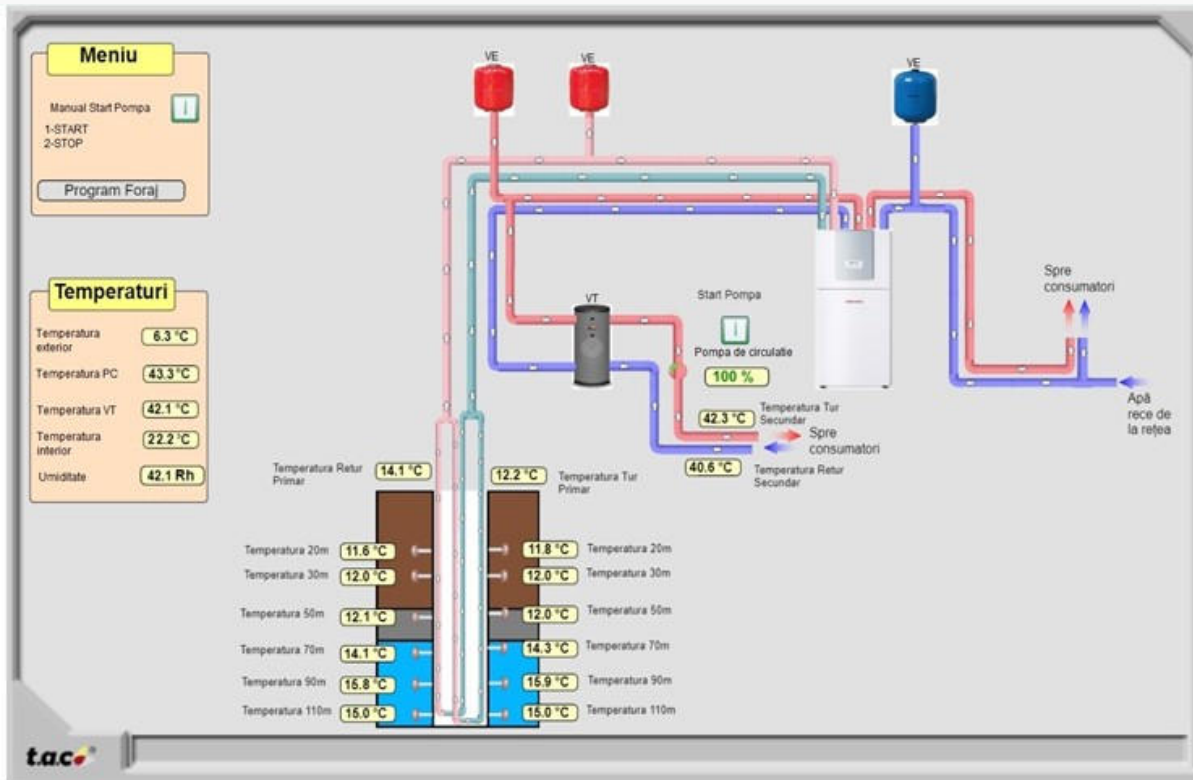 Meniu
Manual Start Pompa
1-START
2-STOP
Program Foraj
Temperaturi
Temperatura
exterior
6.3 °C
Temperatura PC
43.3°C
Temperatura VT
42.1 °C
Temperatura
interior
22.2 °C
Umiditate
42.1 Rh
VE
VE
VE
VT
Start Pompa
Pompa de circulatie
100 %
42.3 °C
Temperatura Tur
Secundar
Spre
consumatori
40.6 °C
Temperatura Retur
Secundar
Spre
consumatori
Apă
rece de
la rețea
Temperatura Retur
Primar
14.1 °C
12.2 °C
Temperatura Tur
Primar
Temperatura 20m
11.6 °C
11.8 °C
Temperatura 20m
Temperatura 30m
12.0 °C
12.0 °C
Temperatura 30m
Temperatura 50m
12.1 °C
12.0 °C
Temperatura 50m
Temperatura 70m
14.1 °C
14.3 °C
Temperatura 70m
Temperatura 90m
15.8 °C
15.9 °C
Temperatura 90m
Temperatura 110m
15.0 °C
15.0 °C
Temperatura 110m
t.a.c